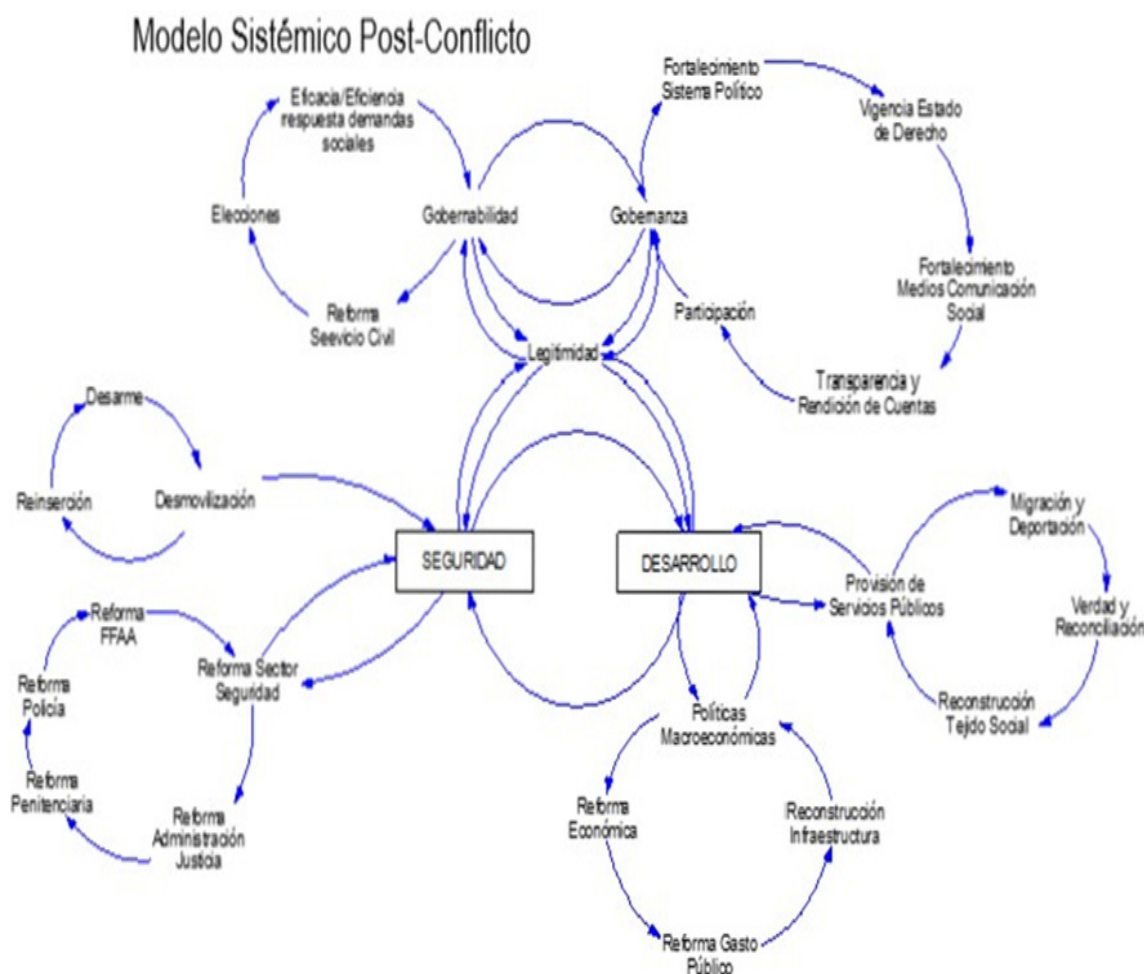 Modelo Sistémico Post-Conflicto
Eficacia/Eficiencia
respuesta demandas
sociales
Elecciones
Gobernabilidad
Reforma
Seevicio Civil
Gobernanza
Fortalecimiento
Sistema Político
Vigencia Estado
de Derecho
Fortalecimiento
Medios Comunicación
Social
Transparencia y
Rendición de Cuentas
Participación
Legitimidad
Desarme
Reinserción
Desmovilización
SEGURIDAD
DESARROLLO
Migración y
Deportación
Provisión de
Servicios Públicos
Verdad y
Reconciliación
Reconstrucción
Tejido Social
Reforma
FFAA
Reforma Sector
Seguridad
Reforma
Policía
Reforma
Penitenciaria
Reforma
Administración
Justicia
Políticas
Macroeconómicas
Reforma
Económica
Reconstrucción
Infraestructura
Reforma Gasto
Público